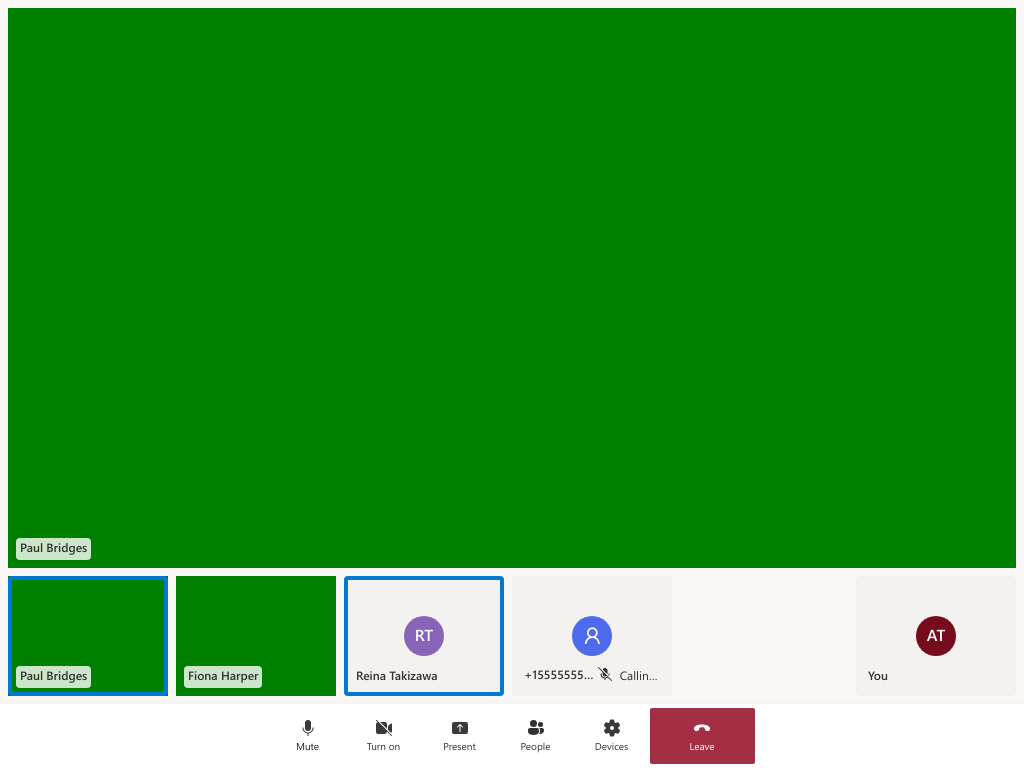 Paul Bridges
Paul Bridges
Fiona Harper
RT
Reina Takizawa
+15555555... Callin...
AT
You
Mute
Turn on
Present
People
Devices
Leave